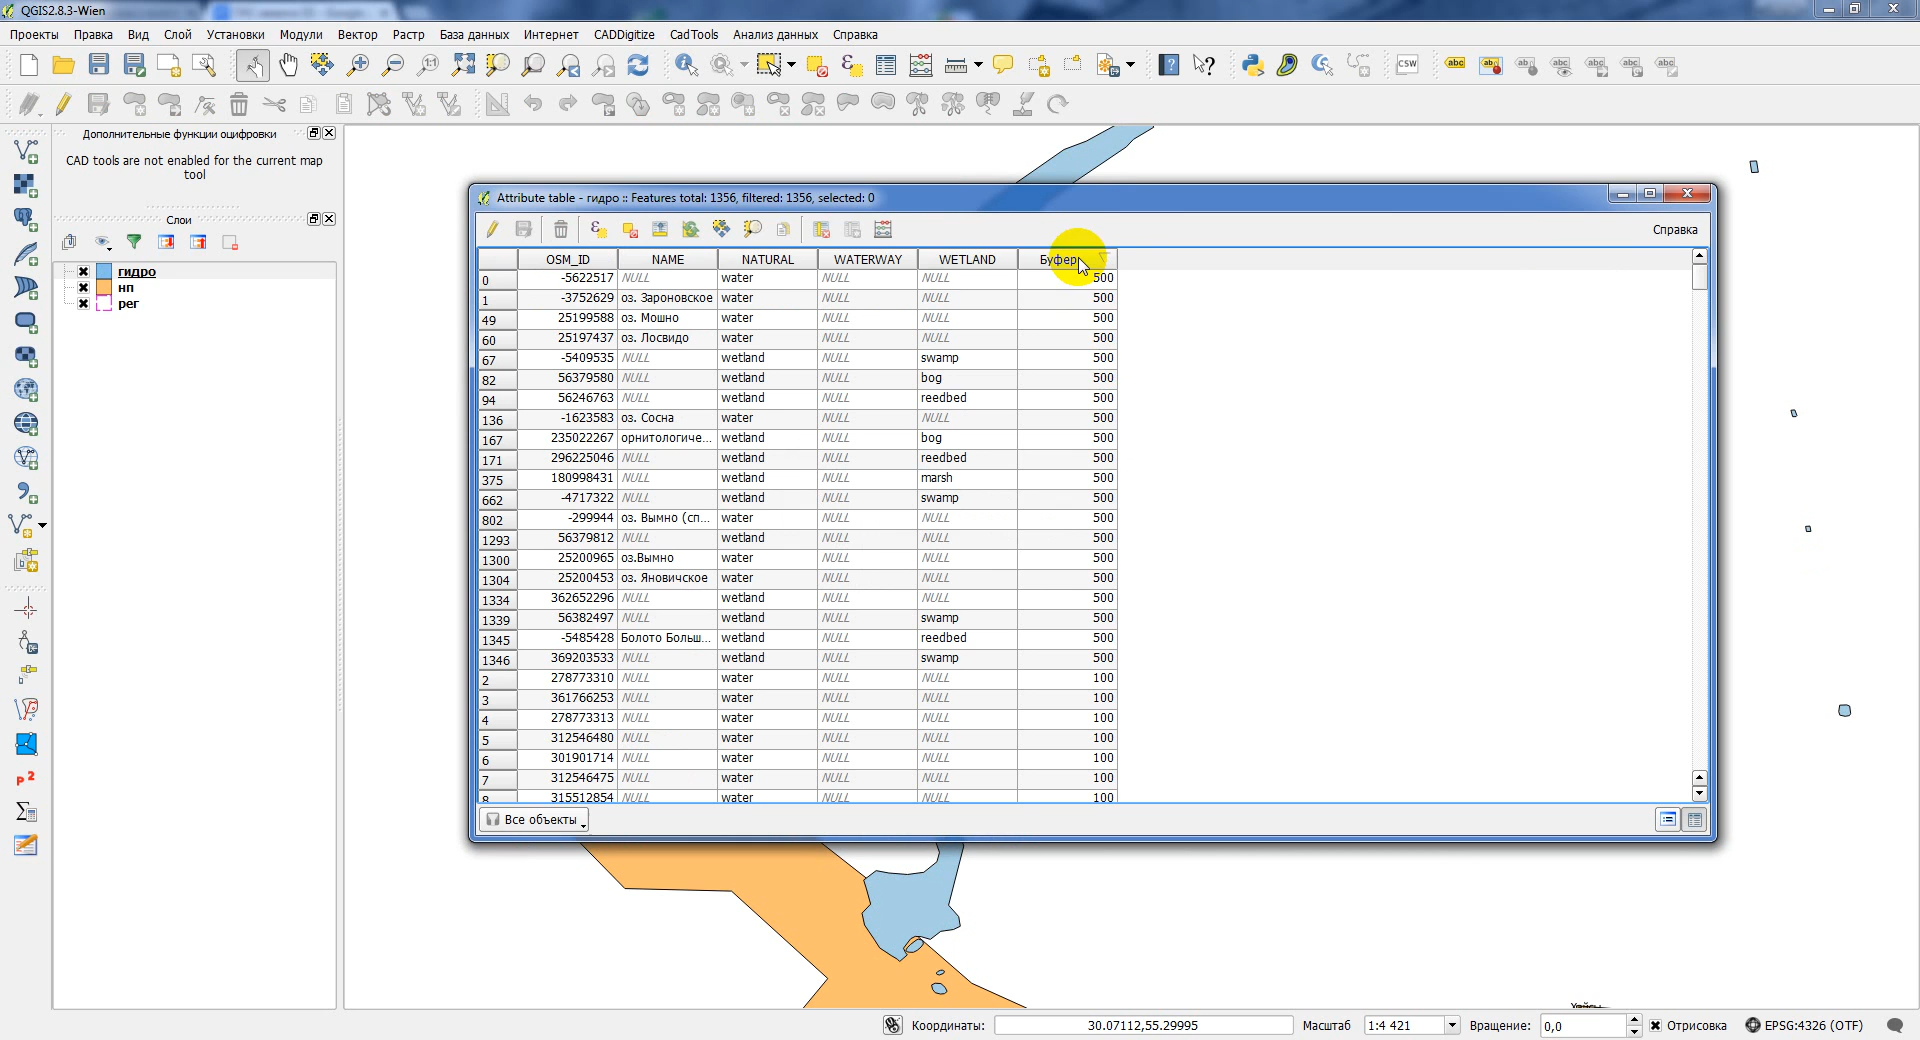 QGIS2.8.3-Wien
Проекты Правка Вид Слой Установки Модули Вектор Растр База данных Интернет CADDigitize CadTools Анализ данных Справка
CSW abc abc abc abc abc abc abc
Дополнительные функции оцифровки
CAD tools are not enabled for the current map
tool
Слои
гидро
нп
рег
Attribute table - гидро :: Features total: 1356, filtered: 1356, selected: 0
Справка
OSM_ID NAME NATURAL WATERWAY WETLAND Буфер
0 -5622517 NULL water NULL NULL 500
1 -3752629 оз. Зароновское water NULL NULL 500
49 25199588 оз. Мошно water NULL NULL 500
60 25197437 оз. Лосвидо water NULL NULL 500
67 -5409535 NULL wetland NULL swamp 500
82 56379580 NULL wetland NULL bog 500
94 56246763 NULL wetland NULL reedbed 500
136 -1623583 оз. Сосна water NULL NULL 500
167 235022267 орнитологиче... wetland NULL bog 500
171 296225046 NULL wetland NULL reedbed 500
375 180998431 NULL wetland NULL marsh 500
662 -4717322 NULL wetland NULL swamp 500
802 -299944 оз. Вымно (сп... water NULL NULL 500
1293 56379812 NULL wetland NULL NULL 500
1300 25200965 оз.Вымно water NULL NULL 500
1304 25200453 оз. Яновичское water NULL NULL 500
1334 362652296 NULL wetland NULL NULL 500
1339 56382497 NULL wetland NULL swamp 500
1345 -5485428 Болото Больш... wetland NULL reedbed 500
1346 369203533 NULL wetland NULL swamp 500
2 278773310 NULL water NULL NULL 100
3 361766253 NULL water NULL NULL 100
4 278773313 NULL water NULL NULL 100
5 312546480 NULL water NULL NULL 100
6 301901714 NULL water NULL NULL 100
7 312546475 NULL water NULL NULL 100
8 315512854 NULL water NULL NULL 100
Все объекты
Координаты: 30.07112,55.29995 Масштаб 1:4 421 Вращение: 0,0 Отрисовка EPSG:4326 (OTF)